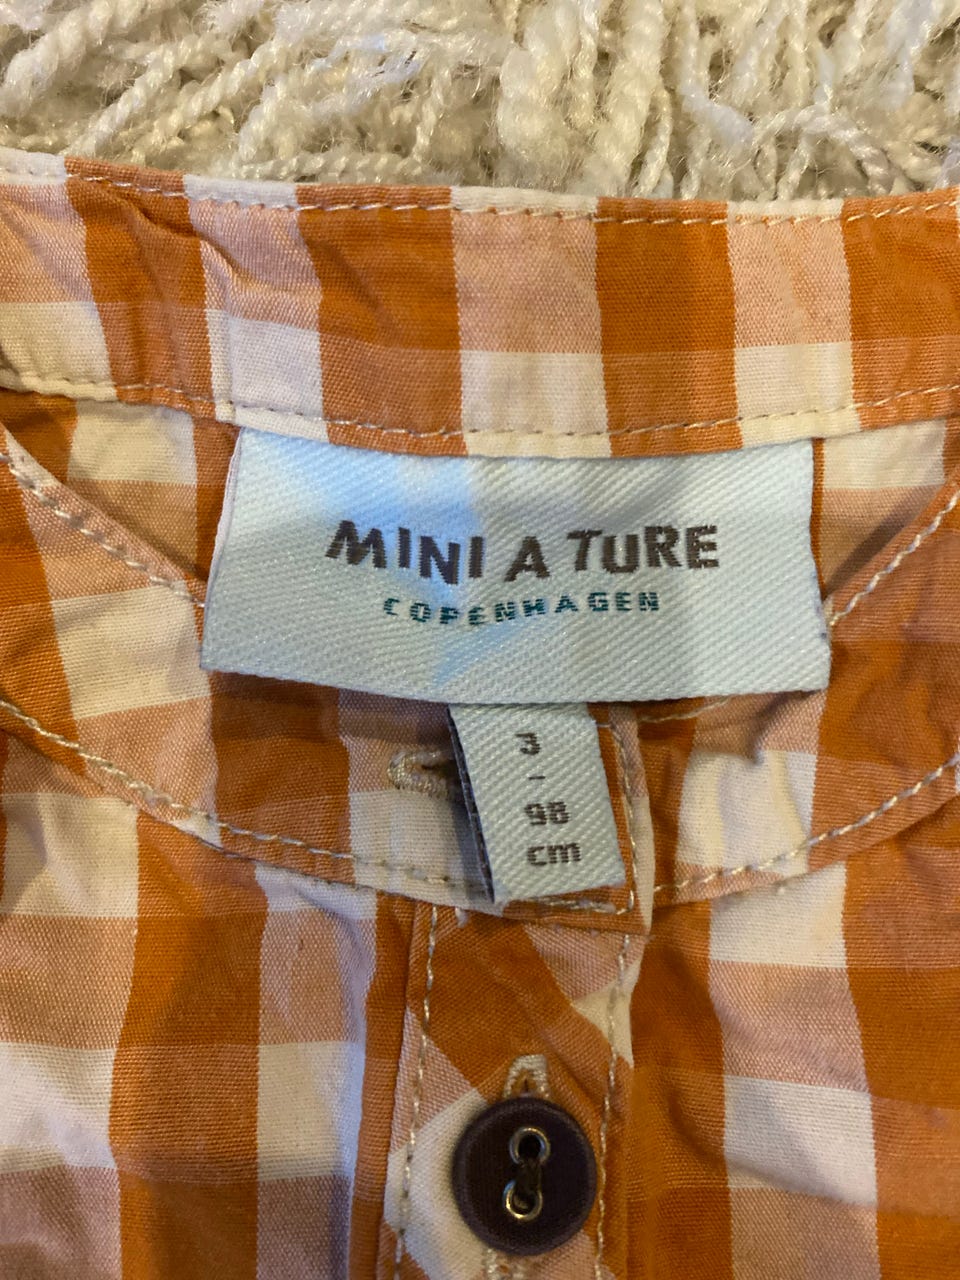 MINI A TURE
COPENHAGEN
3
-
98
cm